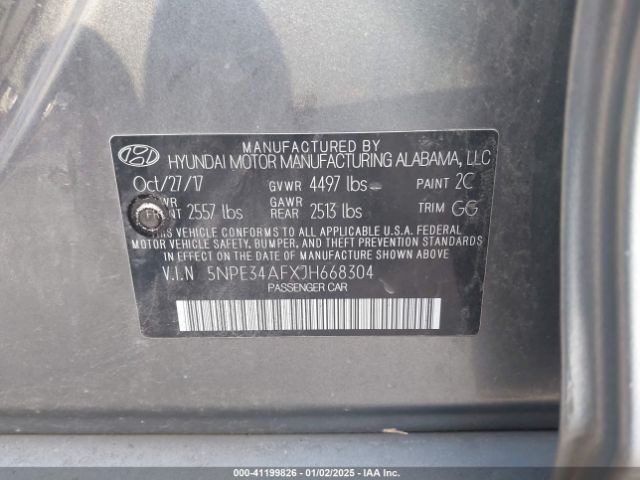 MANUFACTURED BY
HYUNDAI MOTOR MANUFACTURING ALABAMA, LLC
Oct/27/17 GVWR 4497 lbs PAINT 2C
GAWR
2557 lbs REAR 2513 lbs TRIM GG
THIS VEHICLE CONFORMS TO ALL APPLICABLE U.S.A. FEDERAL
MOTOR VEHICLE SAFETY, BUMPER, AND THEFT PREVENTION STANDARDS
IN EFFECT ON THE DATE OF MANUFACTURE SHOWN ABOVE
V.I.N 5NPE34AFXJH668304
PASSENGER CAR
000-41199826 - 01/02/2025 - IAA Inc.